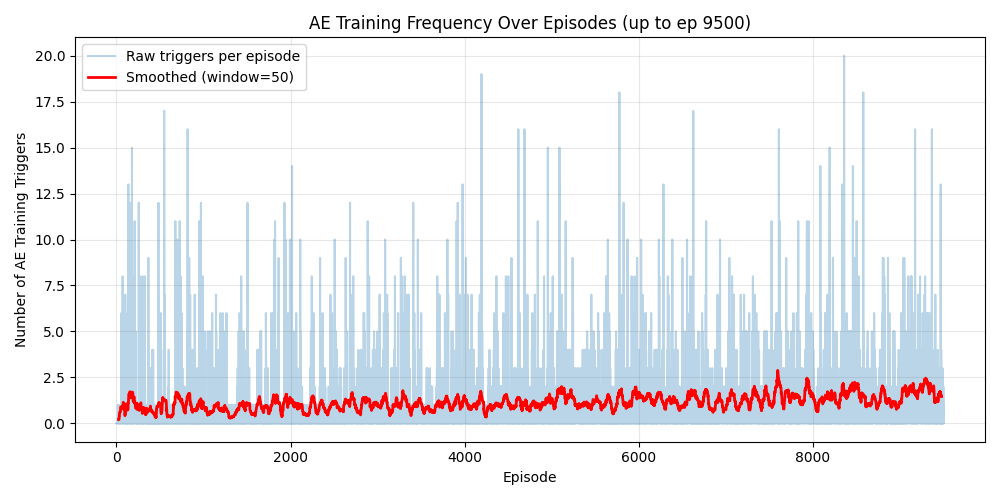 AE Training Frequency Over Episodes (up to ep 9500)
Raw triggers per episode
Smoothed (window=50)
Number of AE Training Triggers
20.0
17.5
15.0
12.5
10.0
7.5
5.0
2.5
0.0
0 2000 4000 6000 8000
Episode